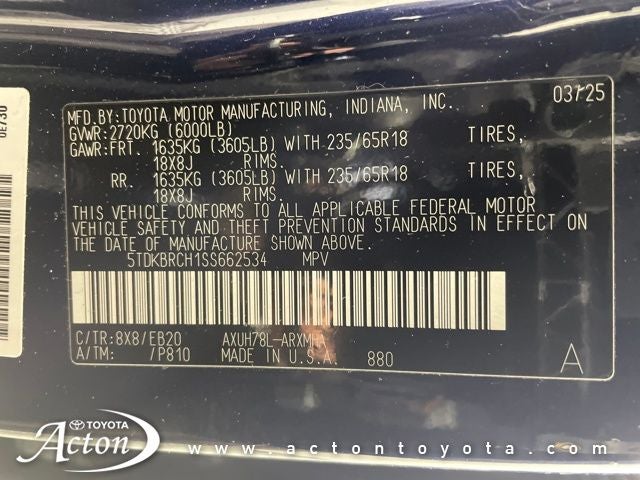 0E730
MFD.BY:TOYOTA MOTOR MANUFACTURING, INDIANA, INC. 03/25
GVWR:2720KG (6000LB)
GAWR:FRT. 1635KG (3605LB) WITH 235/65R18 TIRES,
18X8J RIMS.
RR. 1635KG (3605LB) WITH 235/65R18 TIRES,
18X8J RIMS.
THIS VEHICLE CONFORMS TO ALL APPLICABLE FEDERAL MOTOR
VEHICLE SAFETY AND THEFT PREVENTION STANDARDS IN EFFECT ON
THE DATE OF MANUFACTURE SHOWN ABOVE.
5TDKBRCH1SS662534 MPV
C/TR:8X8/EB20 AXUH78L-ARXMHA
A/TM: /P810 MADE IN U.S.A. 880 A
TOYOTA
Acton
www.actontoyota.com